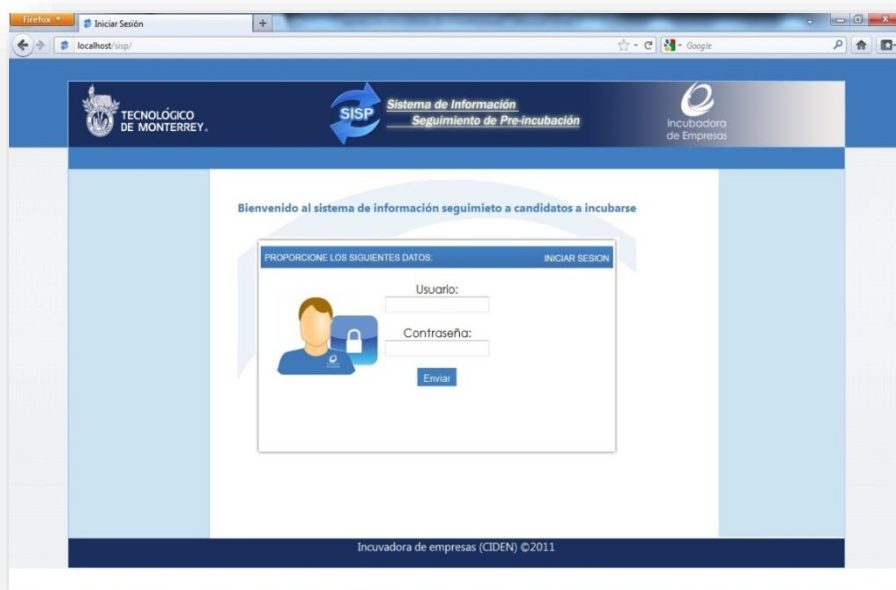 Firefox
Iniciar Sesión
localhost/sisp/
Google
TECNOLÓGICO
DE MONTERREY.
SISP
Sistema de Información
Seguimiento de Pre-incubación
Incubadora
de Empresas
Bienvenido al sistema de información seguimieto a candidatos a incubarse
PROPORCIONE LOS SIGUIENTES DATOS: INICIAR SESION
Usuario:
Contraseña:
Enviar
Incuvadora de empresas (CIDEN) ©2011